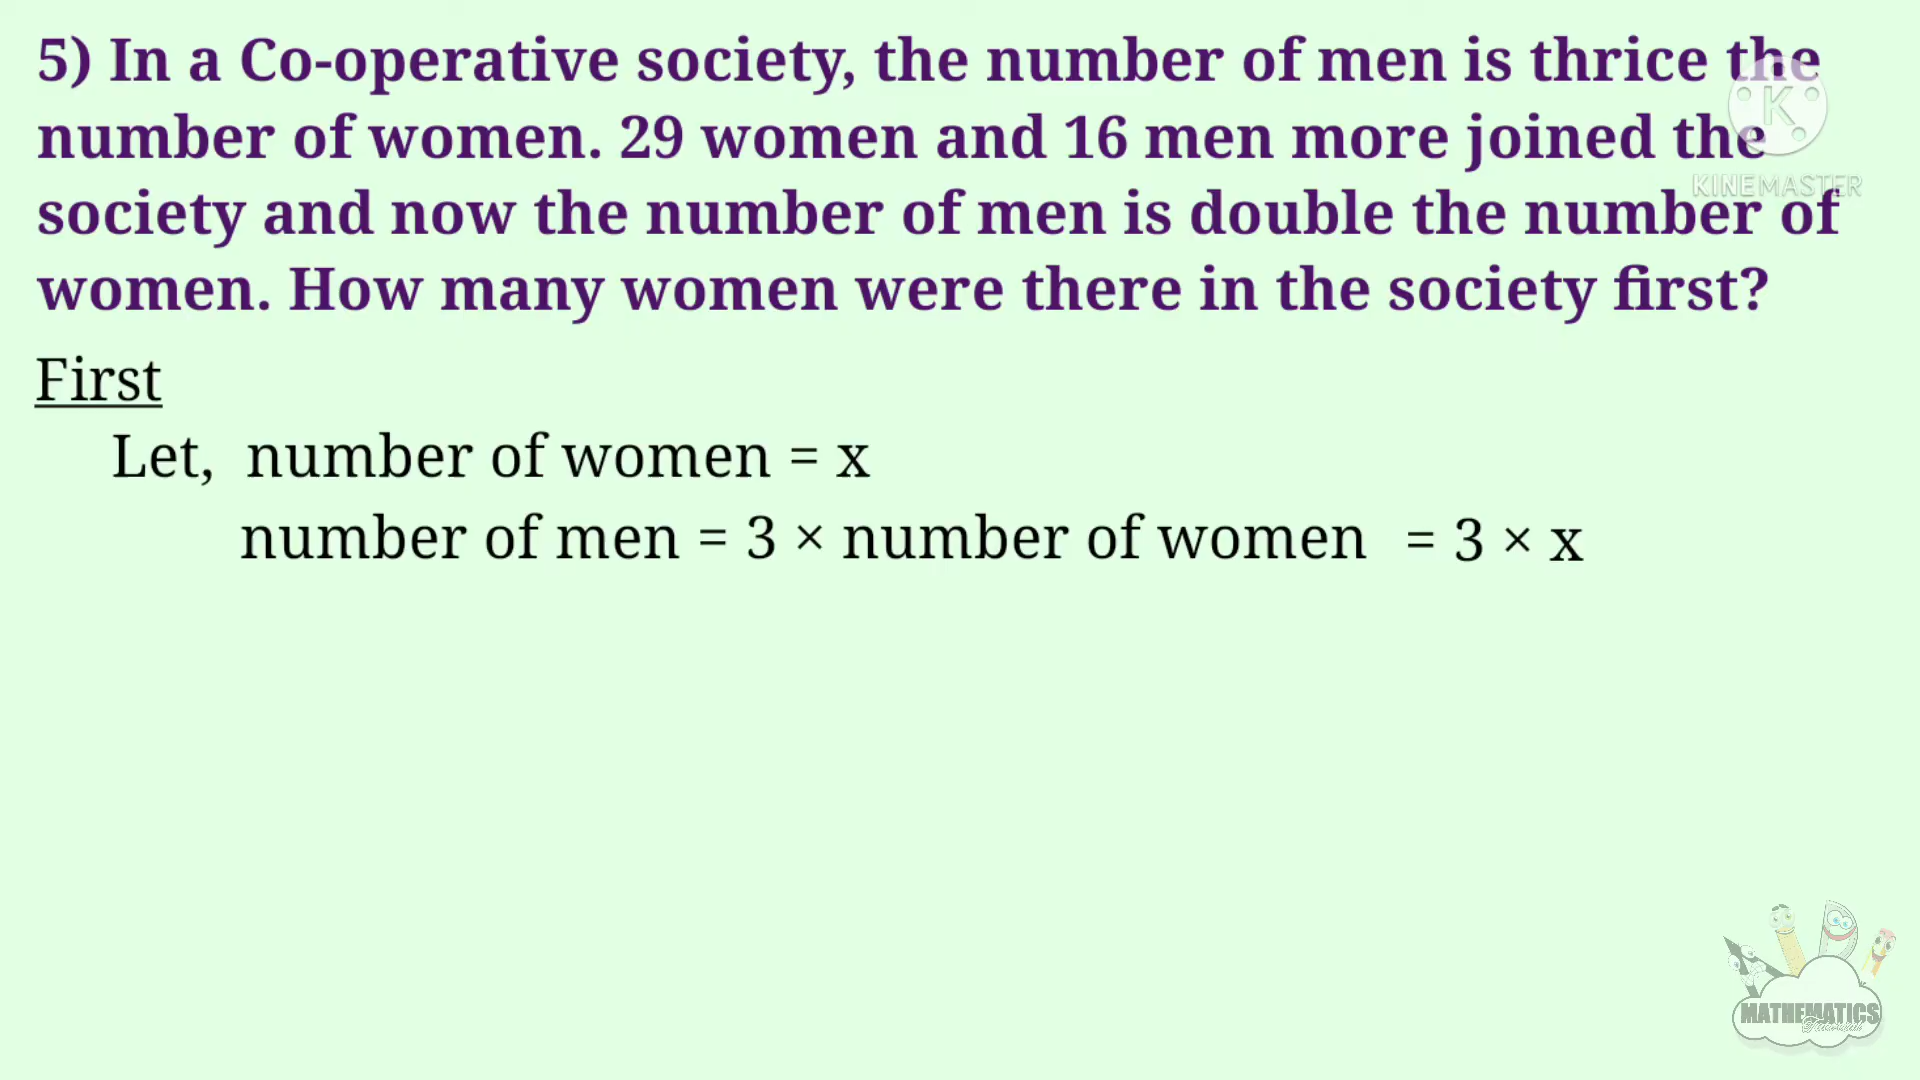 5) In a Co-operative society, the number of men is thrice the
number of women. 29 women and 16 men more joined the
society and now the number of men is double the number of
women. How many women were there in the society first?
K
KINEMASTER
First
Let, number of women = x
number of men = 3 × number of women = 3 × x
MATHEMATICS